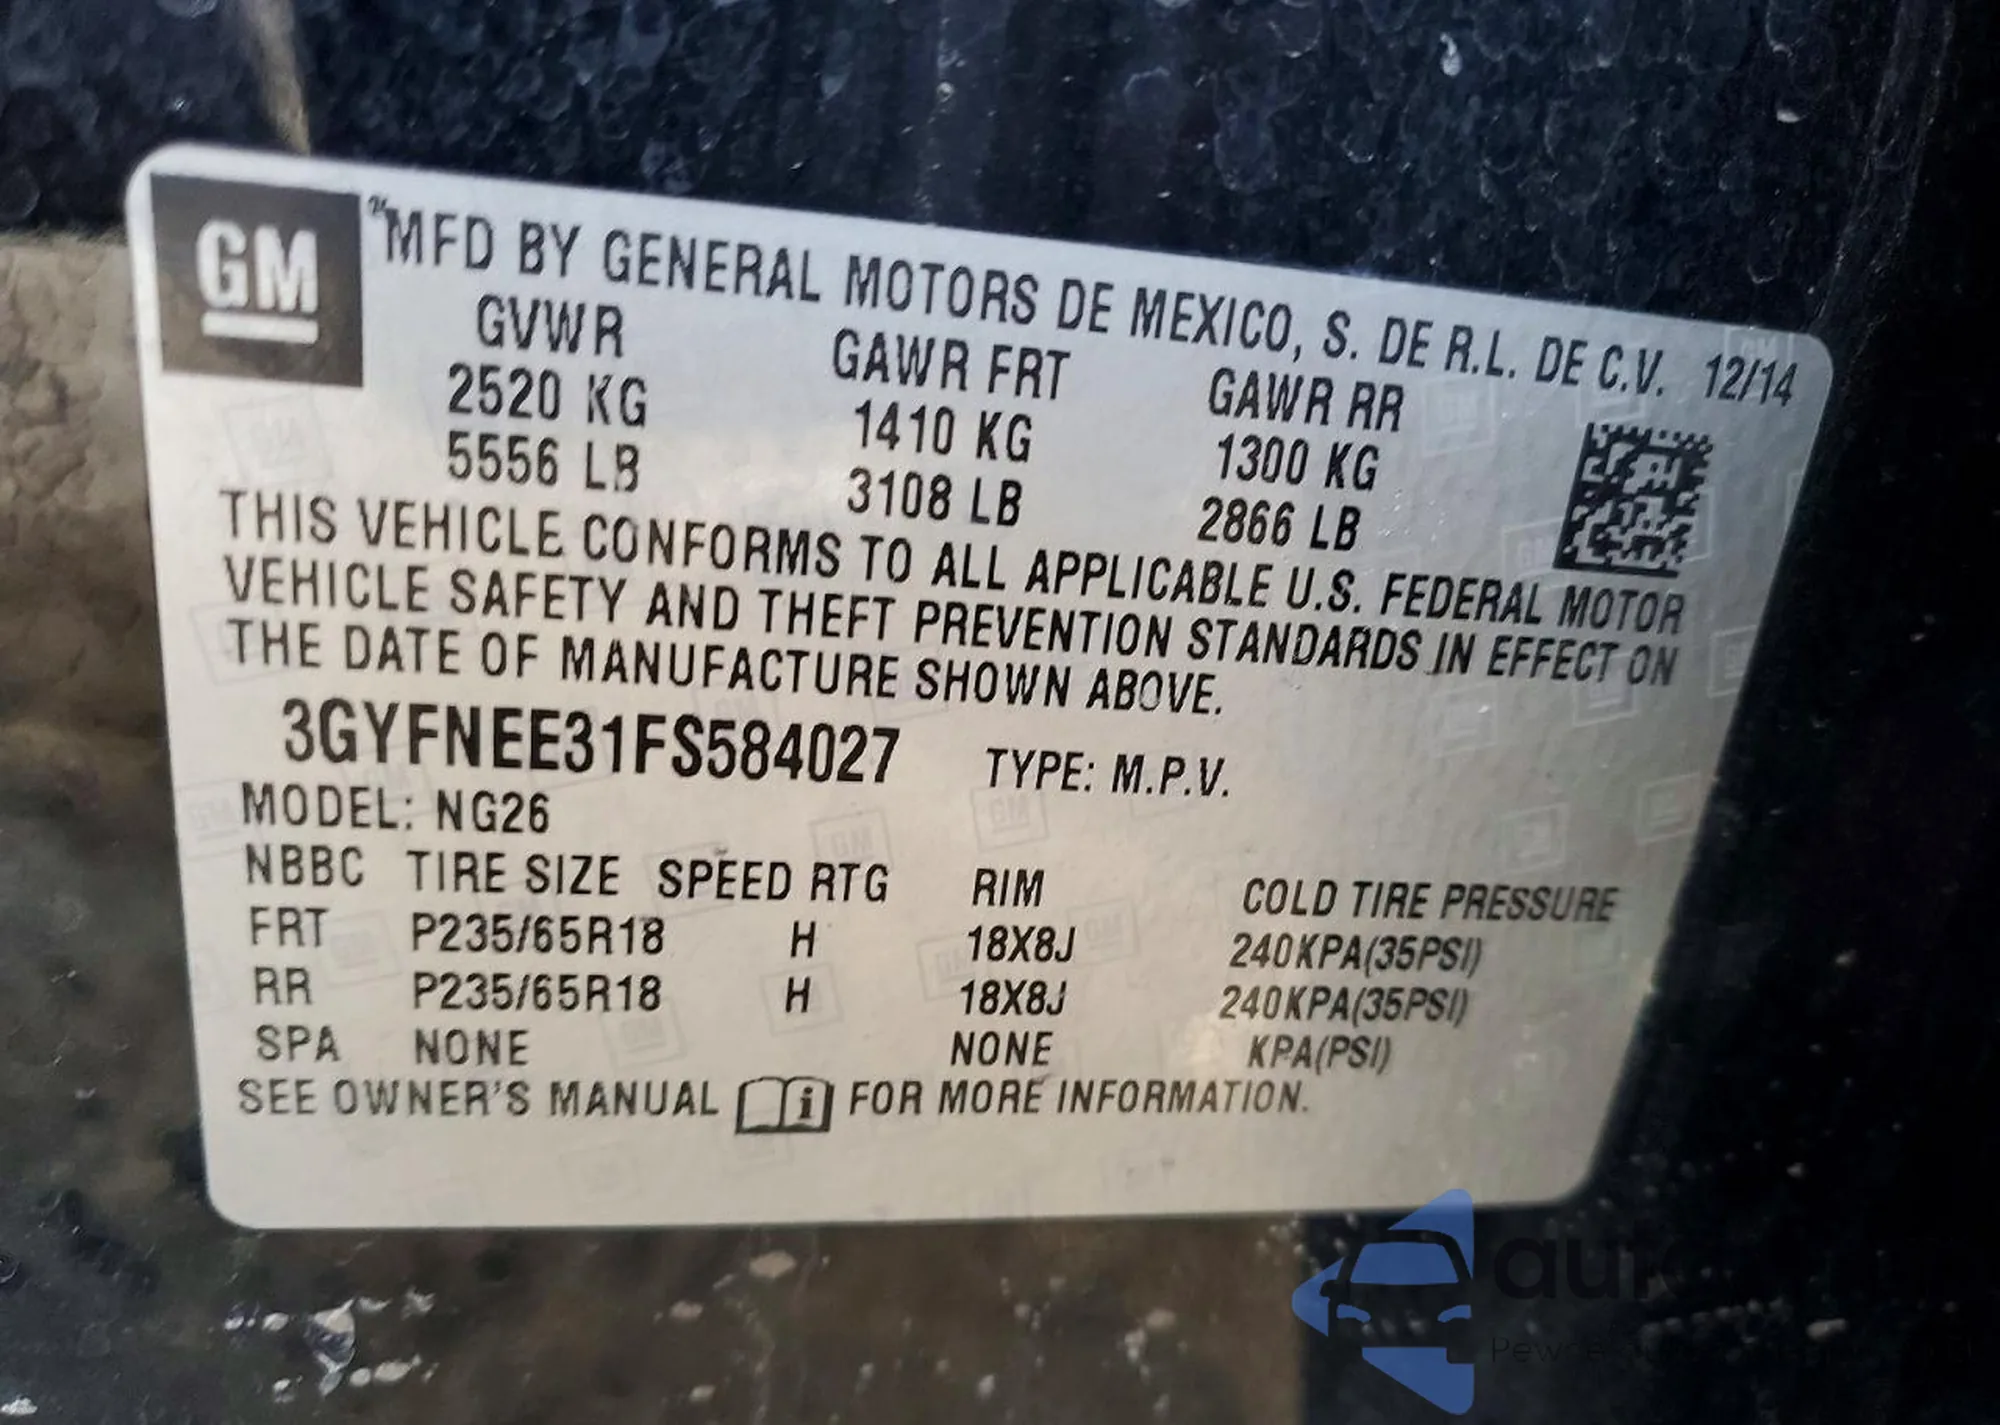 GM
MFD BY GENERAL MOTORS DE MEXICO, S. DE R.L. DE C.V. 12/14
GVWR GAWR FRT GAWR RR
2520 KG 1410 KG 1300 KG
5556 LB 3108 LB 2866 LB
THIS VEHICLE CONFORMS TO ALL APPLICABLE U.S. FEDERAL MOTOR
VEHICLE SAFETY AND THEFT PREVENTION STANDARDS IN EFFECT ON
THE DATE OF MANUFACTURE SHOWN ABOVE.
3GYFNEE31FS584027 TYPE: M.P.V.
MODEL: NG26
NBBC TIRE SIZE SPEED RTG RIM COLD TIRE PRESSURE
FRT P235/65R18 H 18X8J 240KPA(35PSI)
RR P235/65R18 H 18X8J 240KPA(35PSI)
SPA NONE NONE KPA(PSI)
SEE OWNER'S MANUAL i FOR MORE INFORMATION.